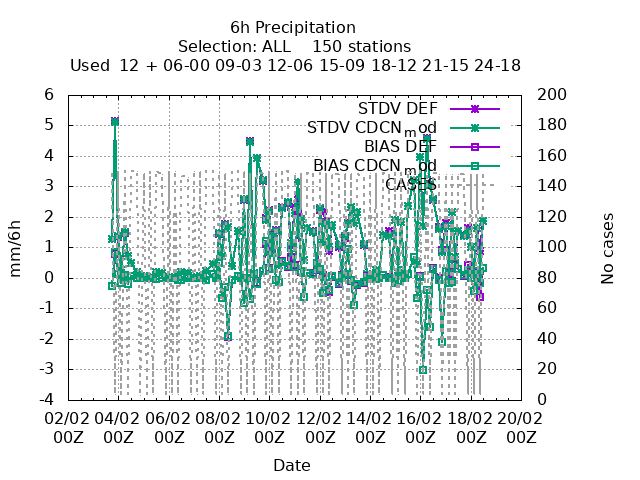 6h Precipitation
Selection: ALL    150 stations
Used  12 + 06-00 09-03 12-06 15-09 18-12 21-15 24-18
STDV DEF
STDV CDCN_mod
BIAS DEF
BIAS CDCN_mod
CASES
6
5
4
3
2
1
0
-1
-2
-3
-4
mm/6h
200
180
160
140
120
100
80
60
40
20
0
No cases
02/02 04/02 06/02 08/02 10/02 12/02 14/02 16/02 18/02 20/02
00Z 00Z 00Z 00Z 00Z 00Z 00Z 00Z 00Z 00Z
Date